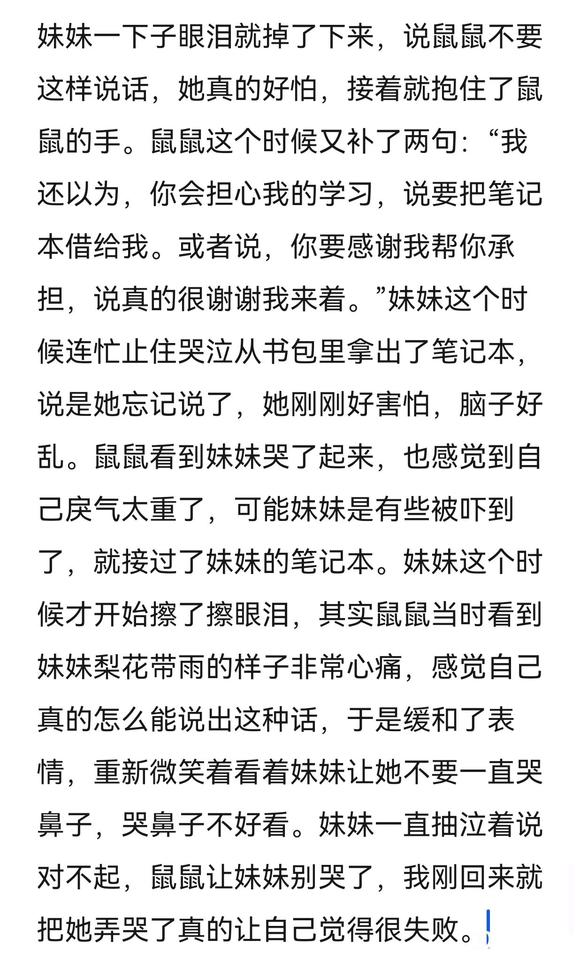 妹妹一下子眼泪就掉了下来，说鼠鼠不要
这样说话，她真的好怕，接着就抱住了鼠
鼠的手。鼠鼠这个时候又补了两句：“我
还以为，你会担心我的学习，说要把笔记
本借给我。或者说，你要感谢我帮你承
担，说真的很谢谢我来着。”妹妹这个时
候连忙止住哭泣从书包里拿出了笔记本，
说是她忘记说了，她刚刚好害怕，脑子好
乱。鼠鼠看到妹妹哭了起来，也感觉到自
己戾气太重了，可能妹妹是有些被吓到
了，就接过了妹妹的笔记本。妹妹这个时
候才开始擦了擦眼泪，其实鼠鼠当时看到
妹妹梨花带雨的样子非常心痛，感觉自己
真的怎么能说出这种话，于是缓和了表
情，重新微笑着看着妹妹让她不要一直哭
鼻子，哭鼻子不好看。妹妹一直抽泣着说
对不起，鼠鼠让妹妹别哭了，我刚回来就
把她弄哭了真的让自己觉得很失败。